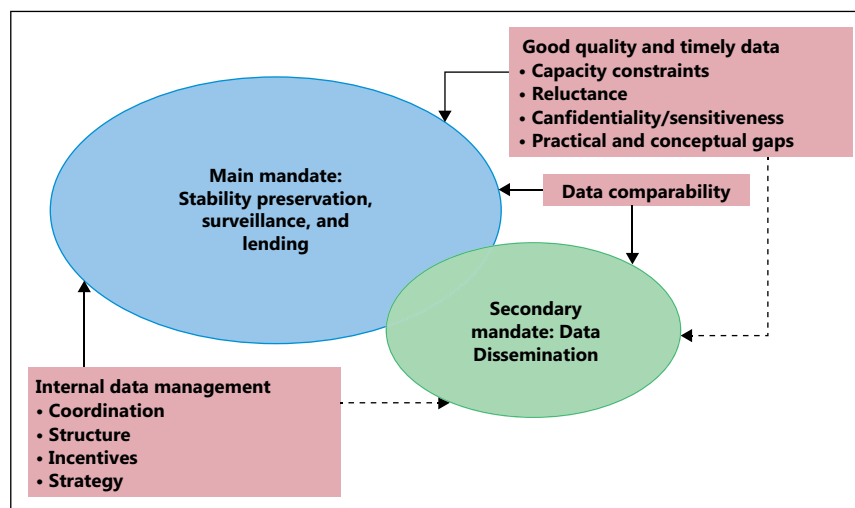 Good quality and timely data
• Capacity constraints
• Reluctance
• Canfidentiality/sensitiveness
• Practical and conceptual gaps
Main mandate:
Stability preservation,
surveillance, and
lending
Data comparability
Secondary
mandate: Data
Dissemination
Internal data management
• Coordination
• Structure
• Incentives
• Strategy